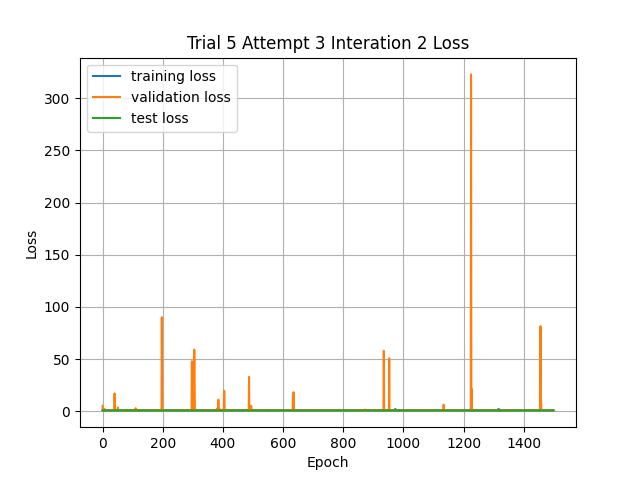 Trial 5 Attempt 3 Interation 2 Loss
training loss
validation loss
test loss
300
250
200
150
100
50
0
Loss
0 200 400 600 800 1000 1200 1400
Epoch